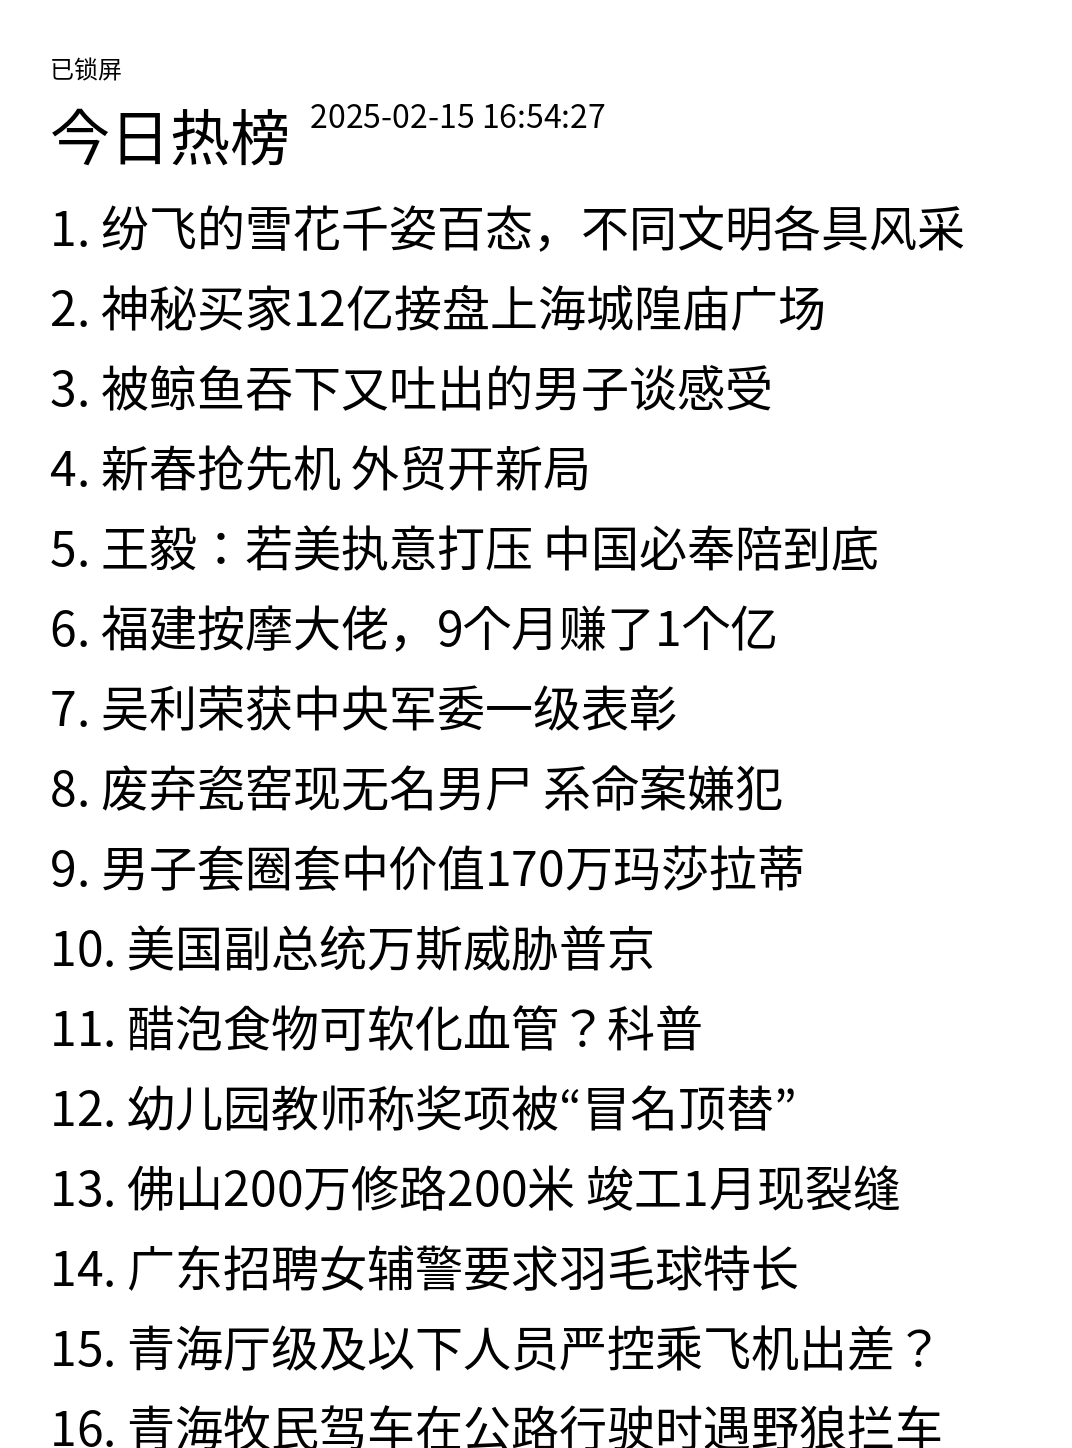 已锁屏
今日热榜 2025-02-15 16:54:27
1. 纷飞的雪花千姿百态，不同文明各具风采
2. 神秘买家12亿接盘上海城隍庙广场
3. 被鲸鱼吞下又吐出的男子谈感受
4. 新春抢先机 外贸开新局
5. 王毅：若美执意打压 中国必奉陪到底
6. 福建按摩大佬，9个月赚了1个亿
7. 吴利荣获中央军委一级表彰
8. 废弃瓷窑现无名男尸 系命案嫌犯
9. 男子套圈套中价值170万玛莎拉蒂
10. 美国副总统万斯威胁普京
11. 醋泡食物可软化血管？科普
12. 幼儿园教师称奖项被“冒名顶替”
13. 佛山200万修路200米 竣工1月现裂缝
14. 广东招聘女辅警要求羽毛球特长
15. 青海厅级及以下人员严控乘飞机出差？
16. 青海牧民驾车在公路行驶时遇野狼拦车